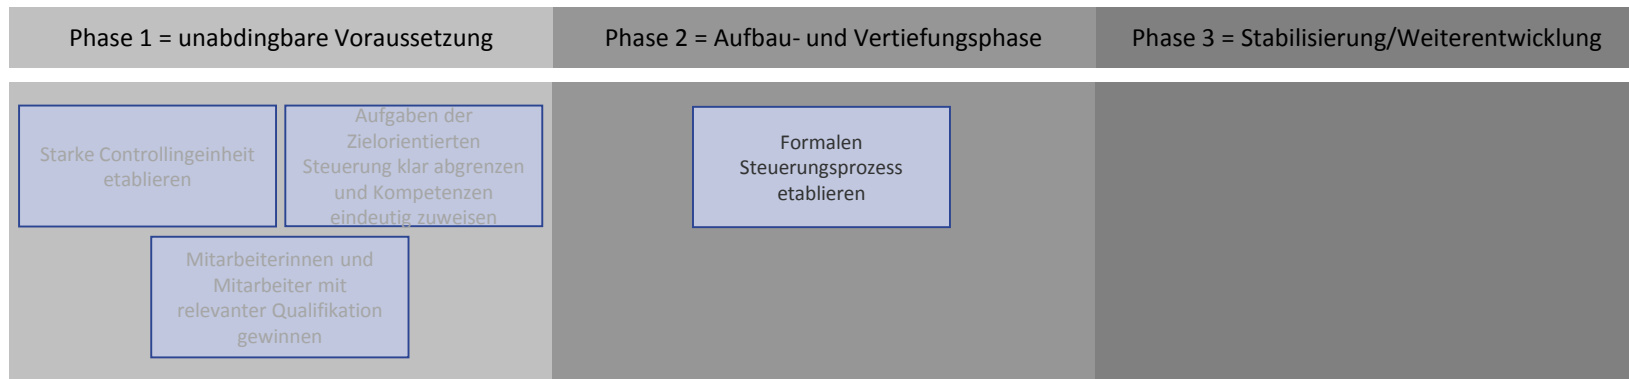 Phase 1 = unabdingbare Voraussetzung
Phase 2 = Aufbau- und Vertiefungsphase
Phase 3 = Stabilisierung/Weiterentwicklung
Starke Controllingeinheit
etablieren
Aufgaben der
Zielorientierten
Steuerung klar abgrenzen
und Kompetenzen
eindeutig zuweisen
Mitarbeiterinnen und
Mitarbeiter mit
relevanter Qualifikation
gewinnen
Formalen
Steuerungsprozess
etablieren